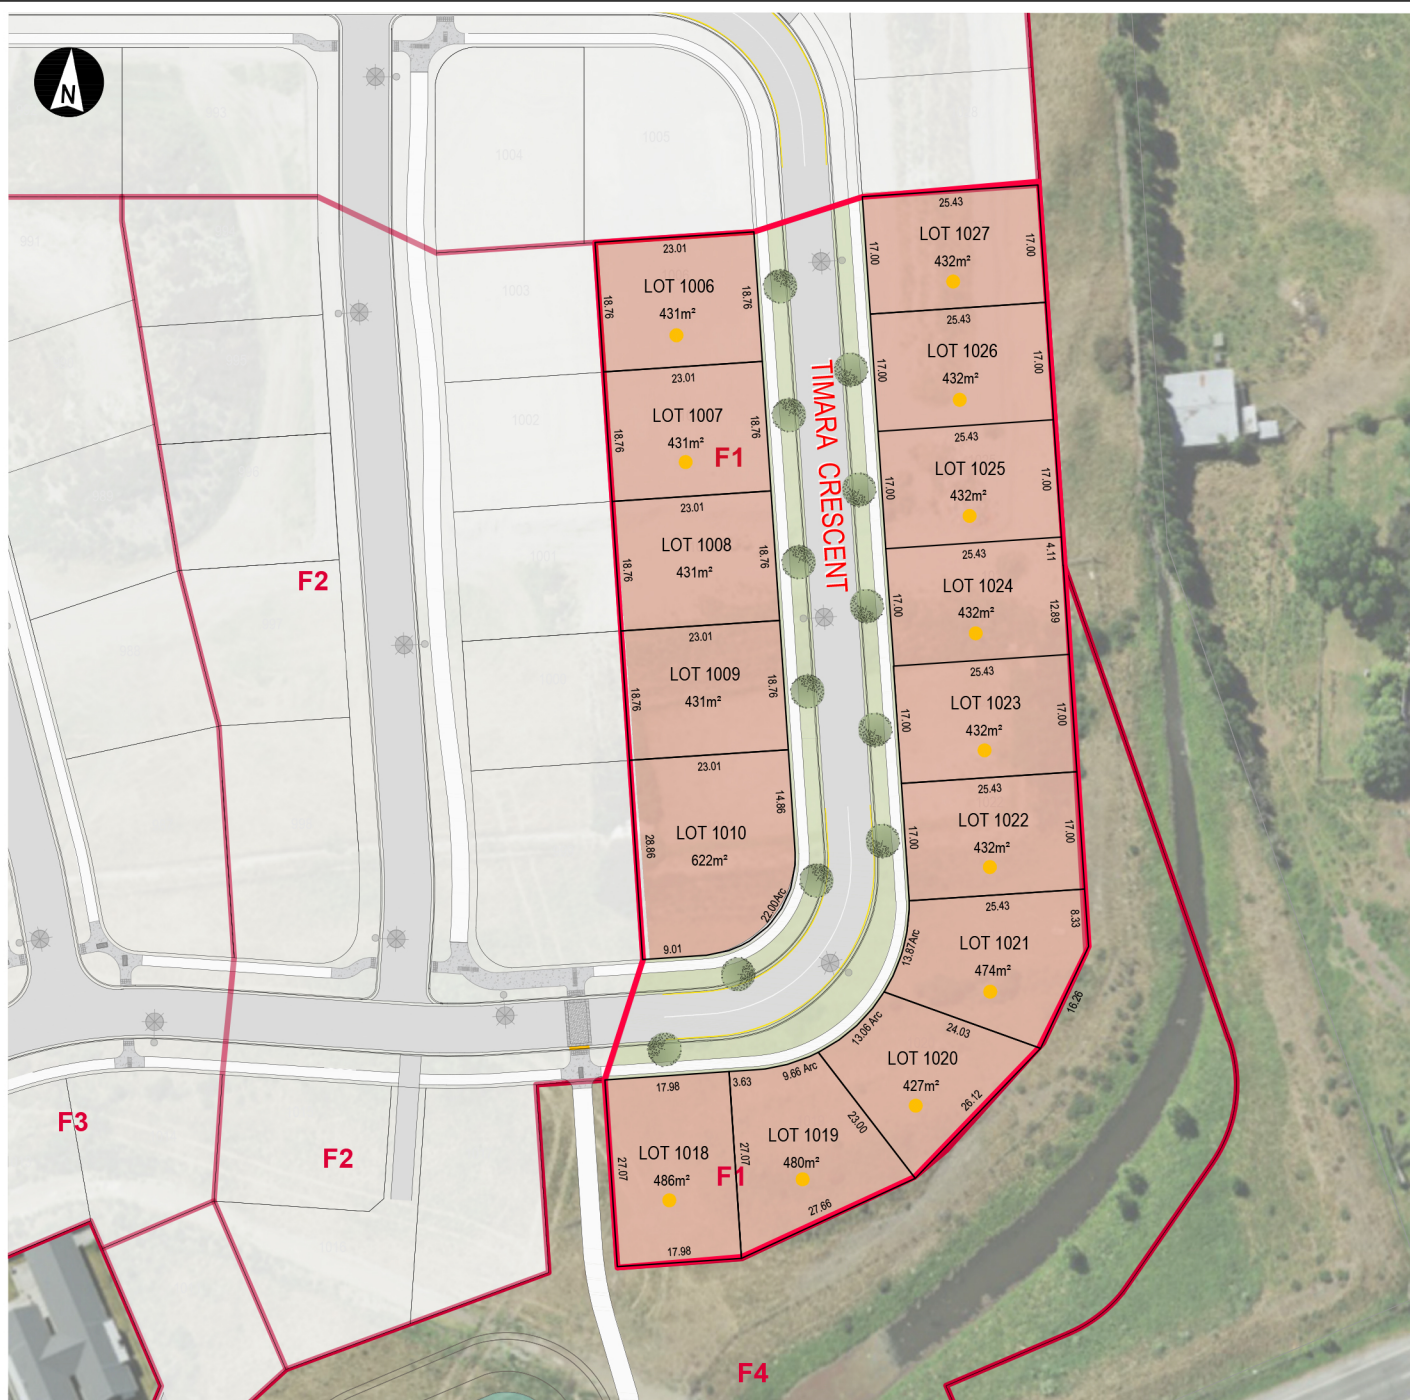 N
1004
1005
1003
1002
1001
25.43
LOT 1027
432m²
17.00
17.00
23.01
LOT 1006
431m²
18.76
18.76
25.43
LOT 1026
432m²
17.00
17.00
23.01
LOT 1007
431m²
18.76
18.76
F1
TIMARA CRESCENT
25.43
LOT 1025
432m²
17.00
17.00
23.01
LOT 1008
431m²
18.76
18.76
25.43
LOT 1024
432m²
17.00
4.11
12.89
F2
23.01
LOT 1009
431m²
18.76
18.76
25.43
LOT 1023
432m²
17.00
17.00
23.01
LOT 1010
622m²
28.86
14.86
22.00Arc
9.01
25.43
LOT 1022
432m²
17.00
17.00
25.43
LOT 1021
474m²
13.87Arc
8.33
16.26
24.03
LOT 1020
427m²
13.06 Arc
26.12
23.00
3.63
9.66 Arc
LOT 1019
480m²
27.07
27.66
17.98
LOT 1018
486m²
27.07
17.98
F1
F3
F2
F4